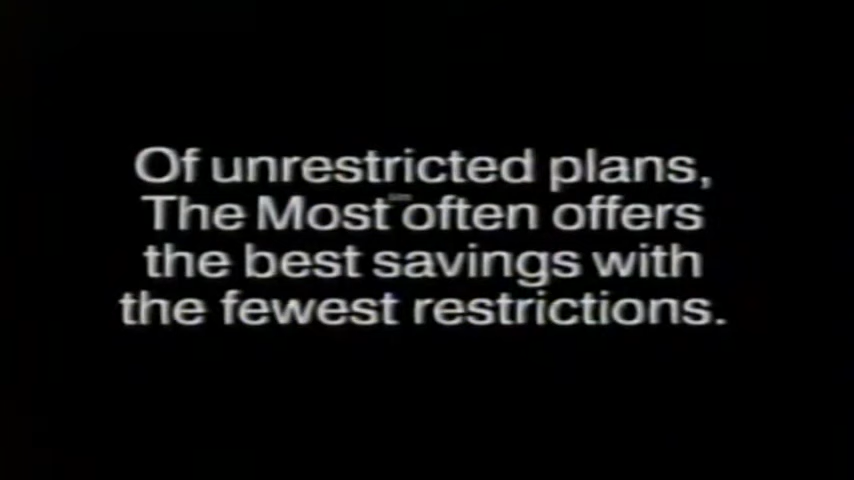 Of unrestricted plans,
The Most often offers
the best savings with
the fewest restrictions.